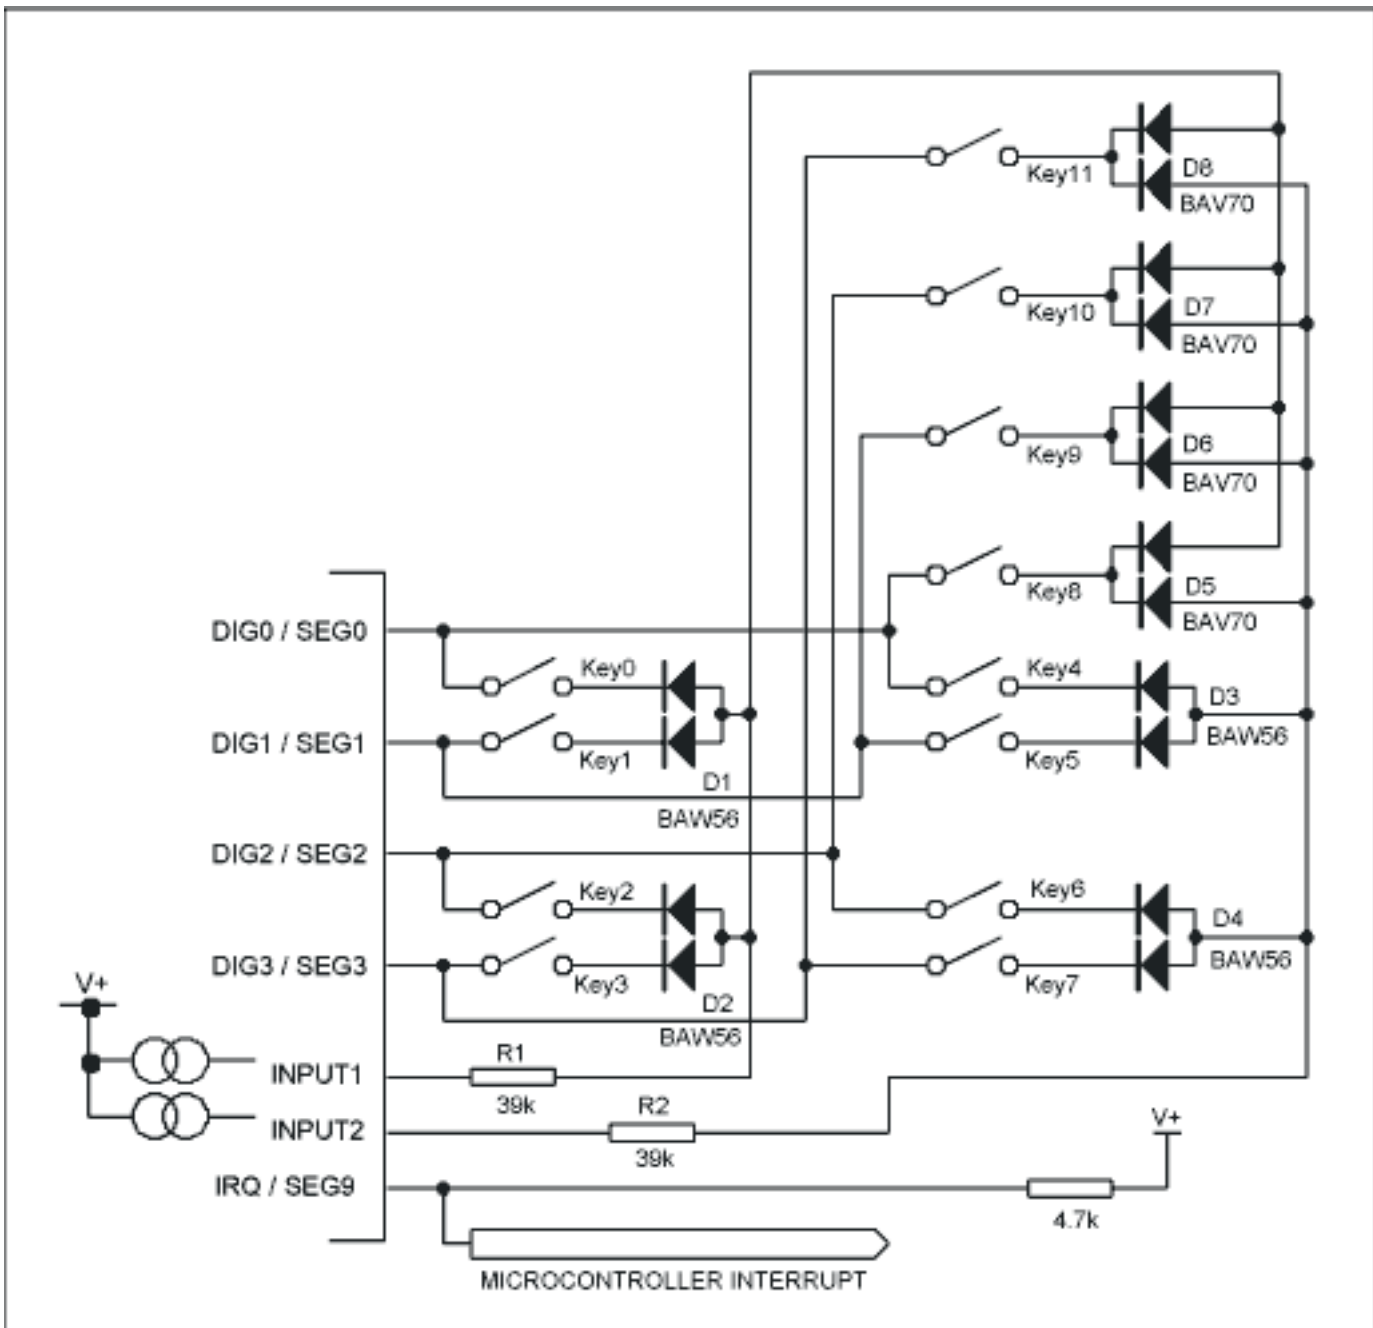 Key11
D8
BAV70
Key10
D7
BAV70
Key9
D6
BAV70
Key8
D5
BAV70
DIG0 / SEG0
Key0
Key4
D3
BAW56
DIG1 / SEG1
Key1
Key5
D1
BAW56
DIG2 / SEG2
Key2
Key6
D4
BAW56
DIG3 / SEG3
Key3
Key7
D2
BAW56
V+
INPUT1
R1
39k
INPUT2
R2
39k
V+
IRQ / SEG9
4.7k
MICROCONTROLLER INTERRUPT